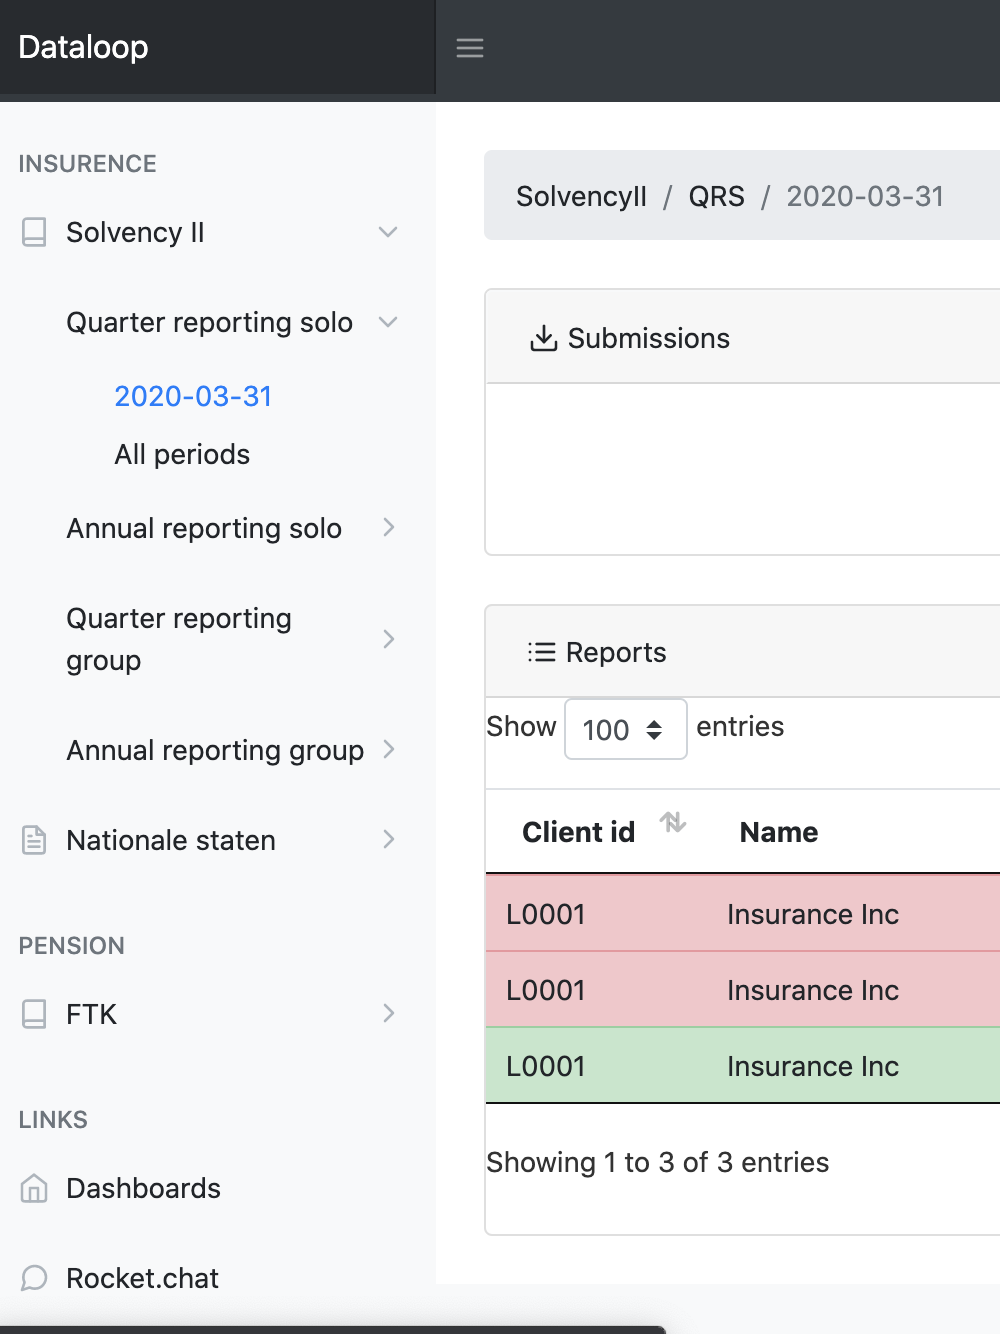 Dataloop
INSURENCE
Solvency II
Quarter reporting solo
2020-03-31
All periods
Annual reporting solo
Quarter reporting
group
Annual reporting group
Nationale staten
PENSION
FTK
LINKS
Dashboards
Rocket.chat
SolvencyII / QRS / 2020-03-31
Submissions
Reports
Show 100 entries
Client id Name
L0001 Insurance Inc
L0001 Insurance Inc
L0001 Insurance Inc
Showing 1 to 3 of 3 entries